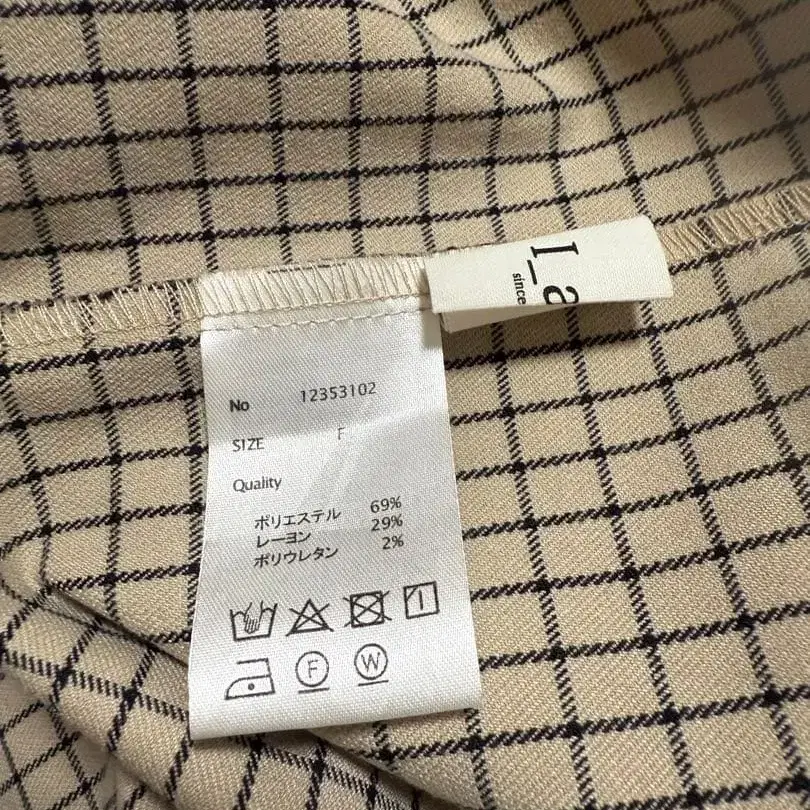 I_a
since
No 12353102
SIZE F
Quality
ポリエステル 69%
レーヨン 29%
ポリウレタン 2%
F W